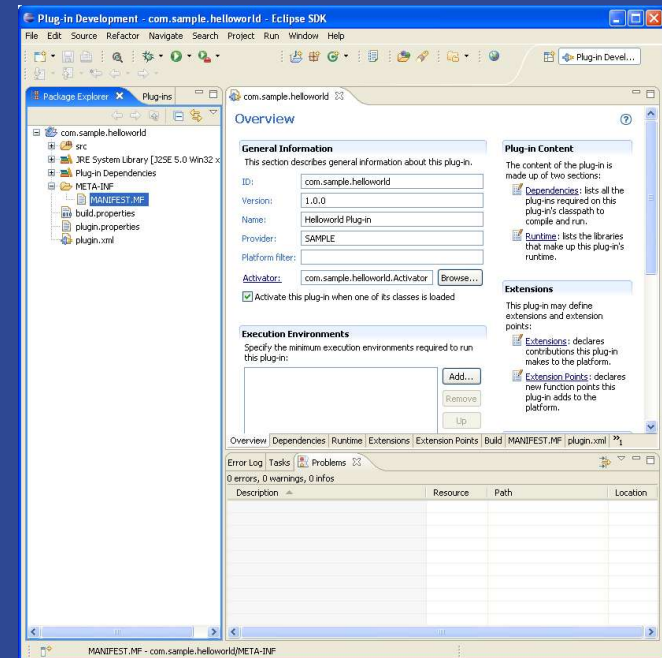 Plug-in Development - com.sample.helloworld - Eclipse SDK
File Edit Source Refactor Navigate Search Project Run Window Help
Plug-in Devel...
Package Explorer
Plug-ins
com.sample.helloworld
src
JRE System Library [J2SE 5.0 Win32 x
Plug-in Dependencies
META-INF
MANIFEST.MF
build.properties
plugin.properties
plugin.xml
com.sample.helloworld
Overview
General Information
This section describes general information about this plug-in.
ID: com.sample.helloworld
Version: 1.0.0
Name: Helloworld Plug-in
Provider: SAMPLE
Platform filter:
Activator: com.sample.helloworld.Activator Browse...
Activate this plug-in when one of its classes is loaded
Execution Environments
Specify the minimum execution environments required to run
this plug-in:
Add...
Remove
Up
Plug-in Content
The content of the plug-in is
made up of two sections:
Dependencies: lists all the
plug-ins required on this
plug-in's classpath to
compile and run.
Runtime: lists the libraries
that make up this plug-in's
runtime.
Extensions
This plug-in may define
extensions and extension
points:
Extensions: declares
contributions this plug-in
makes to the platform.
Extension Points: declares
new function points this
plug-in adds to the
platform.
Overview Dependencies Runtime Extensions Extension Points Build MANIFEST.MF plugin.xml »1
Error Log Tasks Problems
0 errors, 0 warnings, 0 infos
Description Resource Path Location
MANIFEST.MF - com.sample.helloworld/META-INF